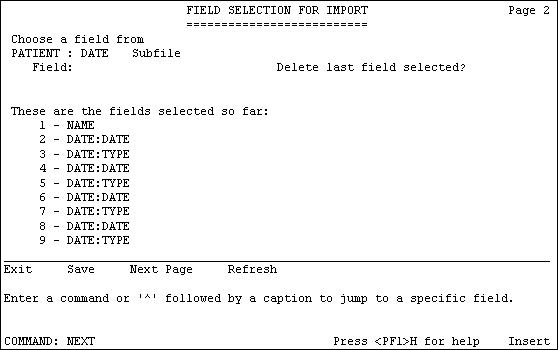 FIELD SELECTION FOR IMPORT Page 2
==========================
Choose a field from
PATIENT : DATE Subfile
Field: Delete last field selected?
These are the fields selected so far:
1 - NAME
2 - DATE:DATE
3 - DATE:TYPE
4 - DATE:DATE
5 - DATE:TYPE
6 - DATE:DATE
7 - DATE:TYPE
8 - DATE:DATE
9 - DATE:TYPE
Exit Save Next Page Refresh
Enter a command or '^' followed by a caption to jump to a specific field.
COMMAND: NEXT Press <PF1>H for help Insert